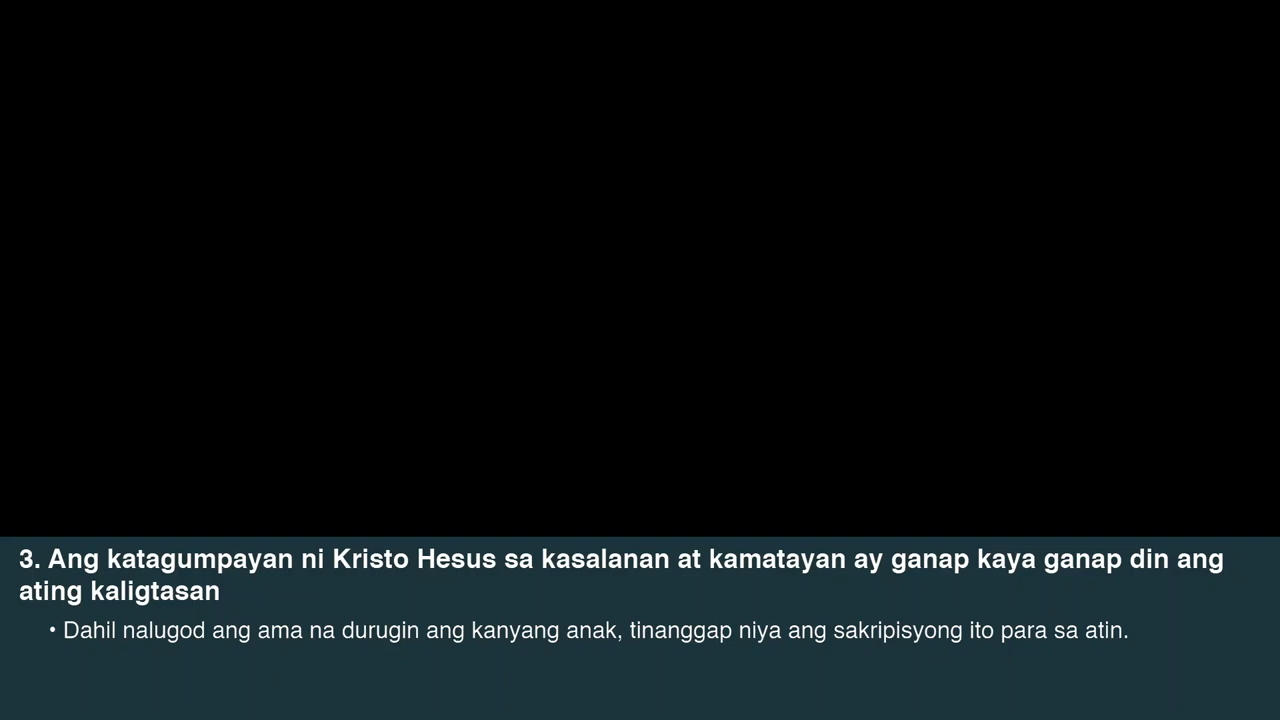 3. Ang katagumpayan ni Kristo Hesus sa kasalanan at kamatayan ay ganap kaya ganap din ang
ating kaligtasan
• Dahil nalugod ang ama na durugin ang kanyang anak, tinanggap niya ang sakripisyong ito para sa atin.